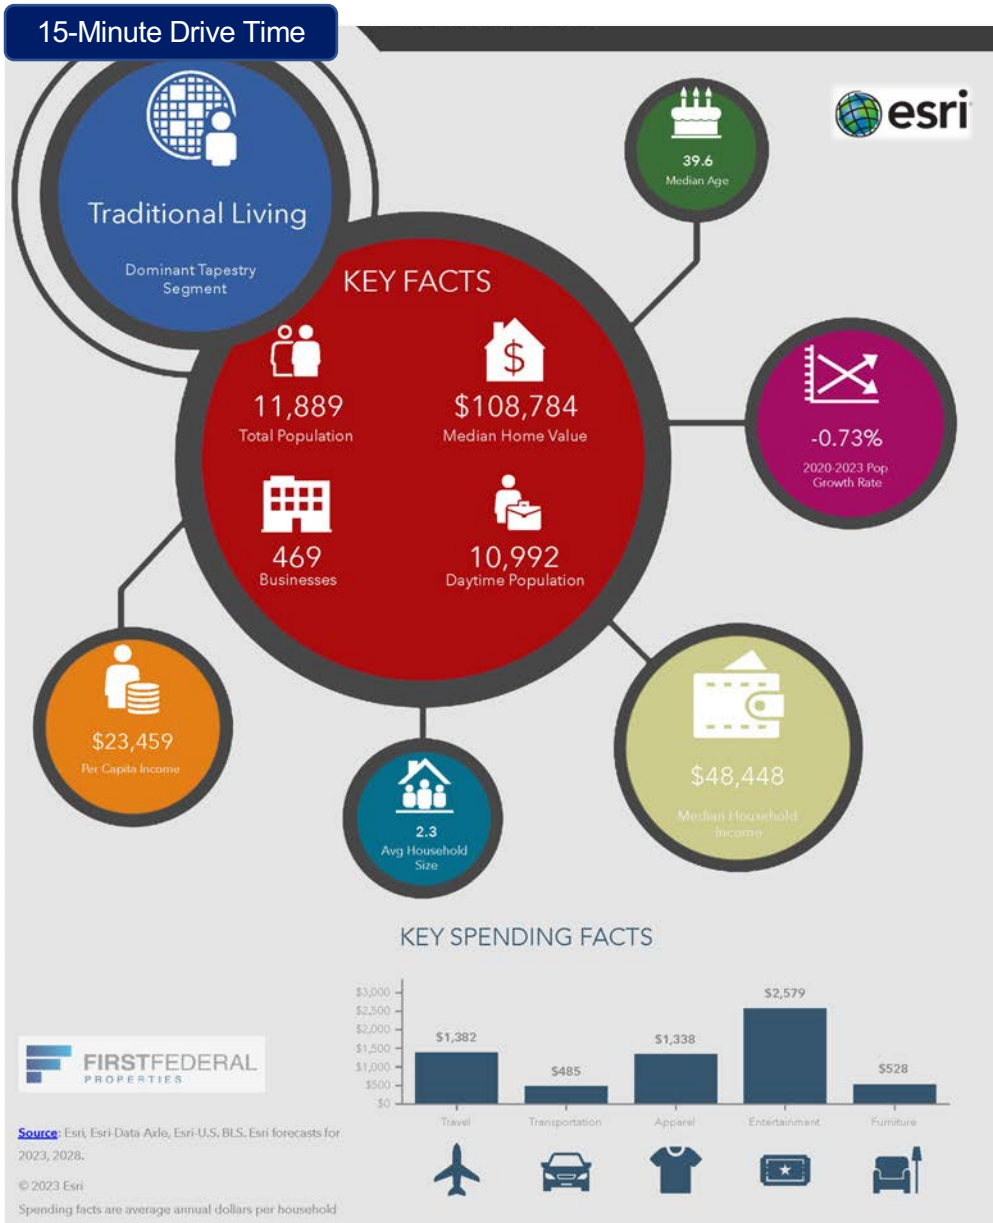 15-Minute Drive Time
esri
Traditional Living
Dominant Tapestry
Segment
39.6
Median Age
KEY FACTS
11,889
Total Population
$108,784
Median Home Value
469
Businesses
10,992
Daytime Population
-0.73%
2020-2023 Pop
Growth Rate
$23,459
Per Capita Income
2.3
Avg Household
Size
$48,448
Median Household
Income
KEY SPENDING FACTS
$3,000
$2,500
$2,000
$1,500
$1,000
$500
$0
$1,382
$485
$1,338
$2,579
$528
Travel
Transportation
Apparel
Entertainment
Furniture
FIRSTFEDERAL
PROPERTIES
Source: Esri, Esri-Data Axle, Esri-U.S. BLS. Esri forecasts for
2023, 2028.
© 2023 Esri
Spending facts are average annual dollars per household